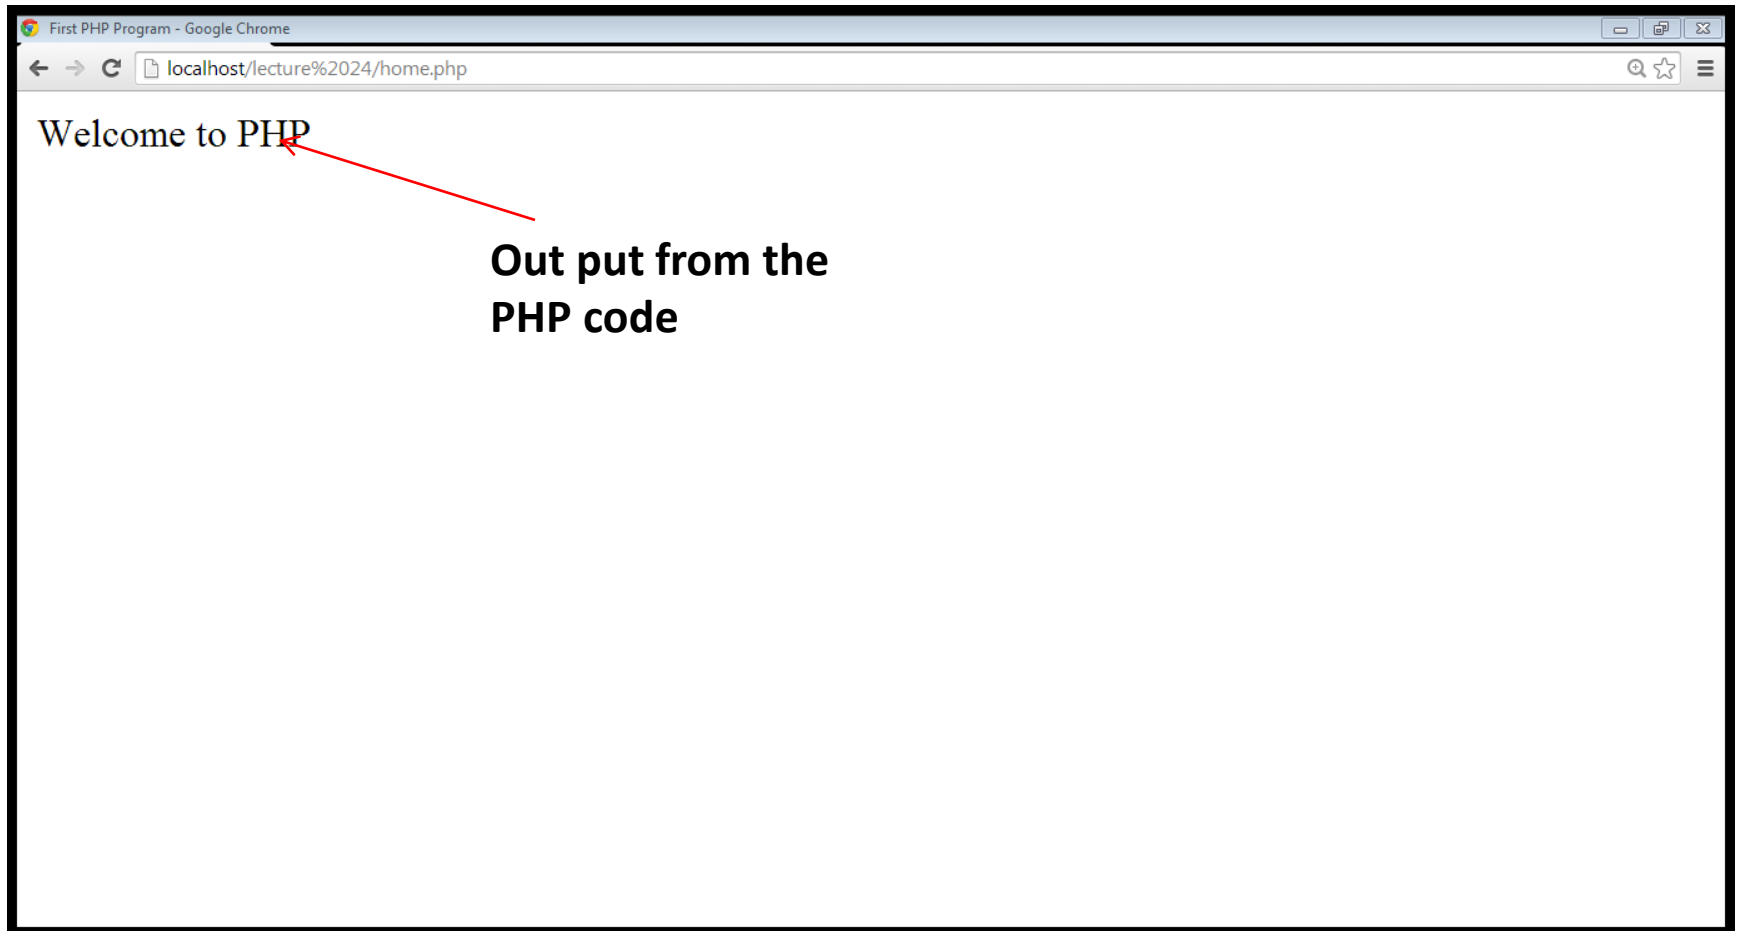 First PHP Program - Google Chrome
localhost/lecture%2024/home.php
Welcome to PHP
Out put from the
PHP code